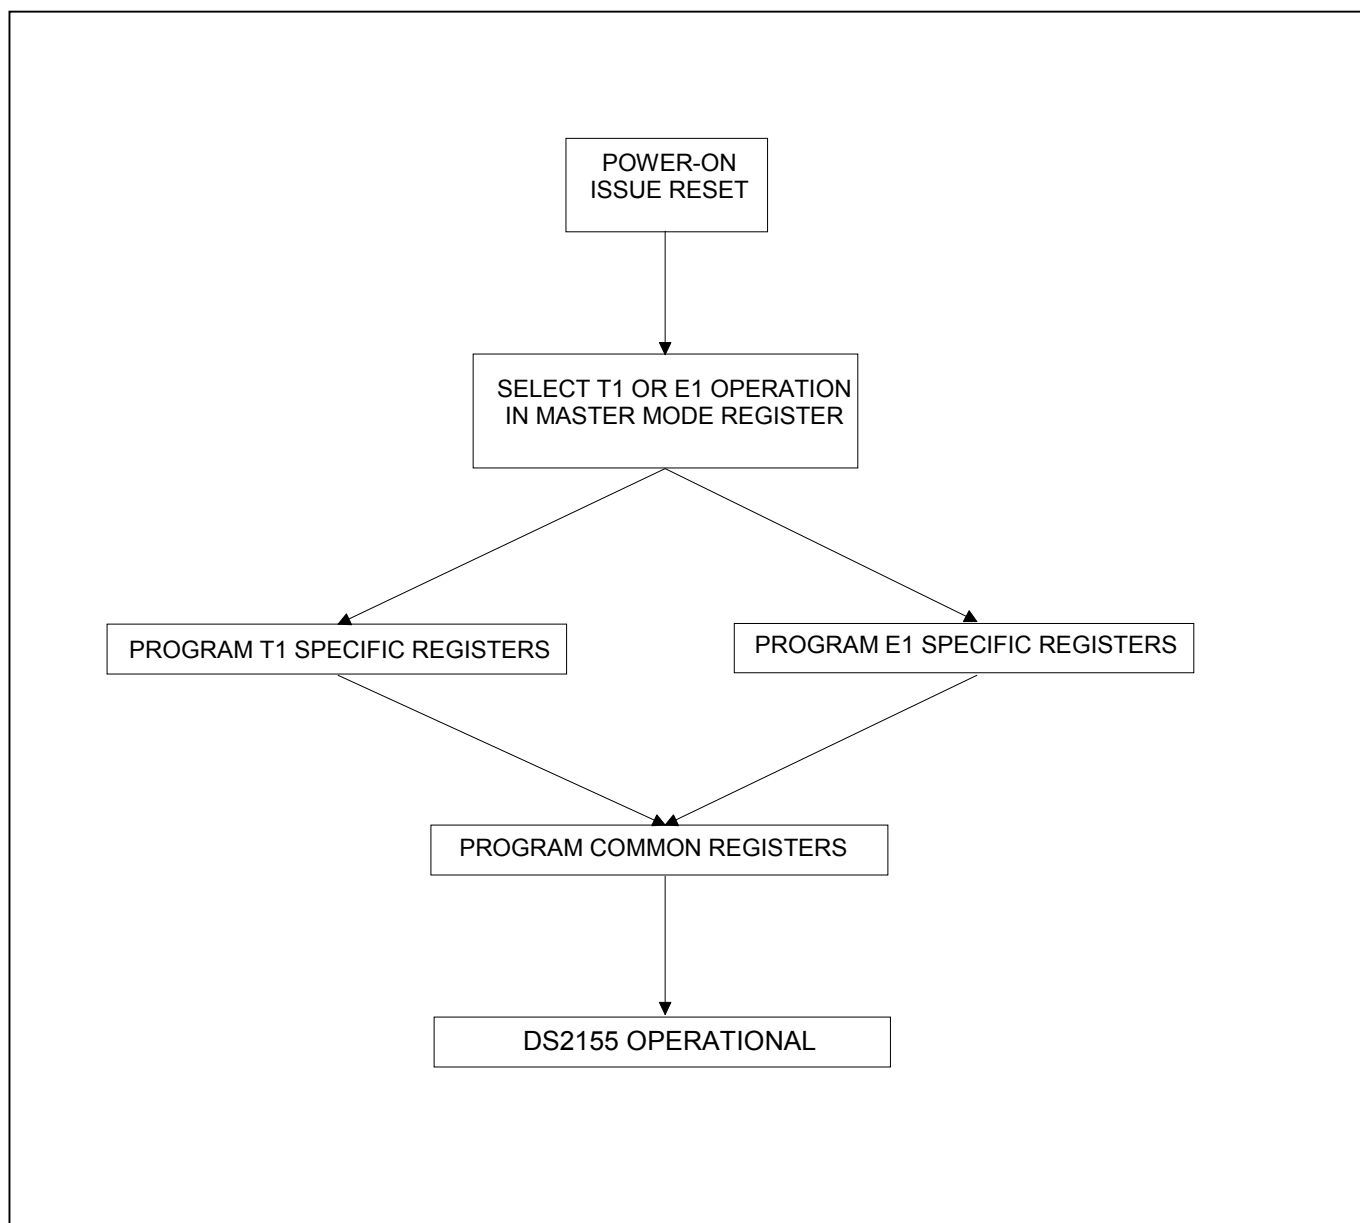 POWER-ON
ISSUE RESET
SELECT T1 OR E1 OPERATION
IN MASTER MODE REGISTER
PROGRAM T1 SPECIFIC REGISTERS
PROGRAM E1 SPECIFIC REGISTERS
PROGRAM COMMON REGISTERS
DS2155 OPERATIONAL